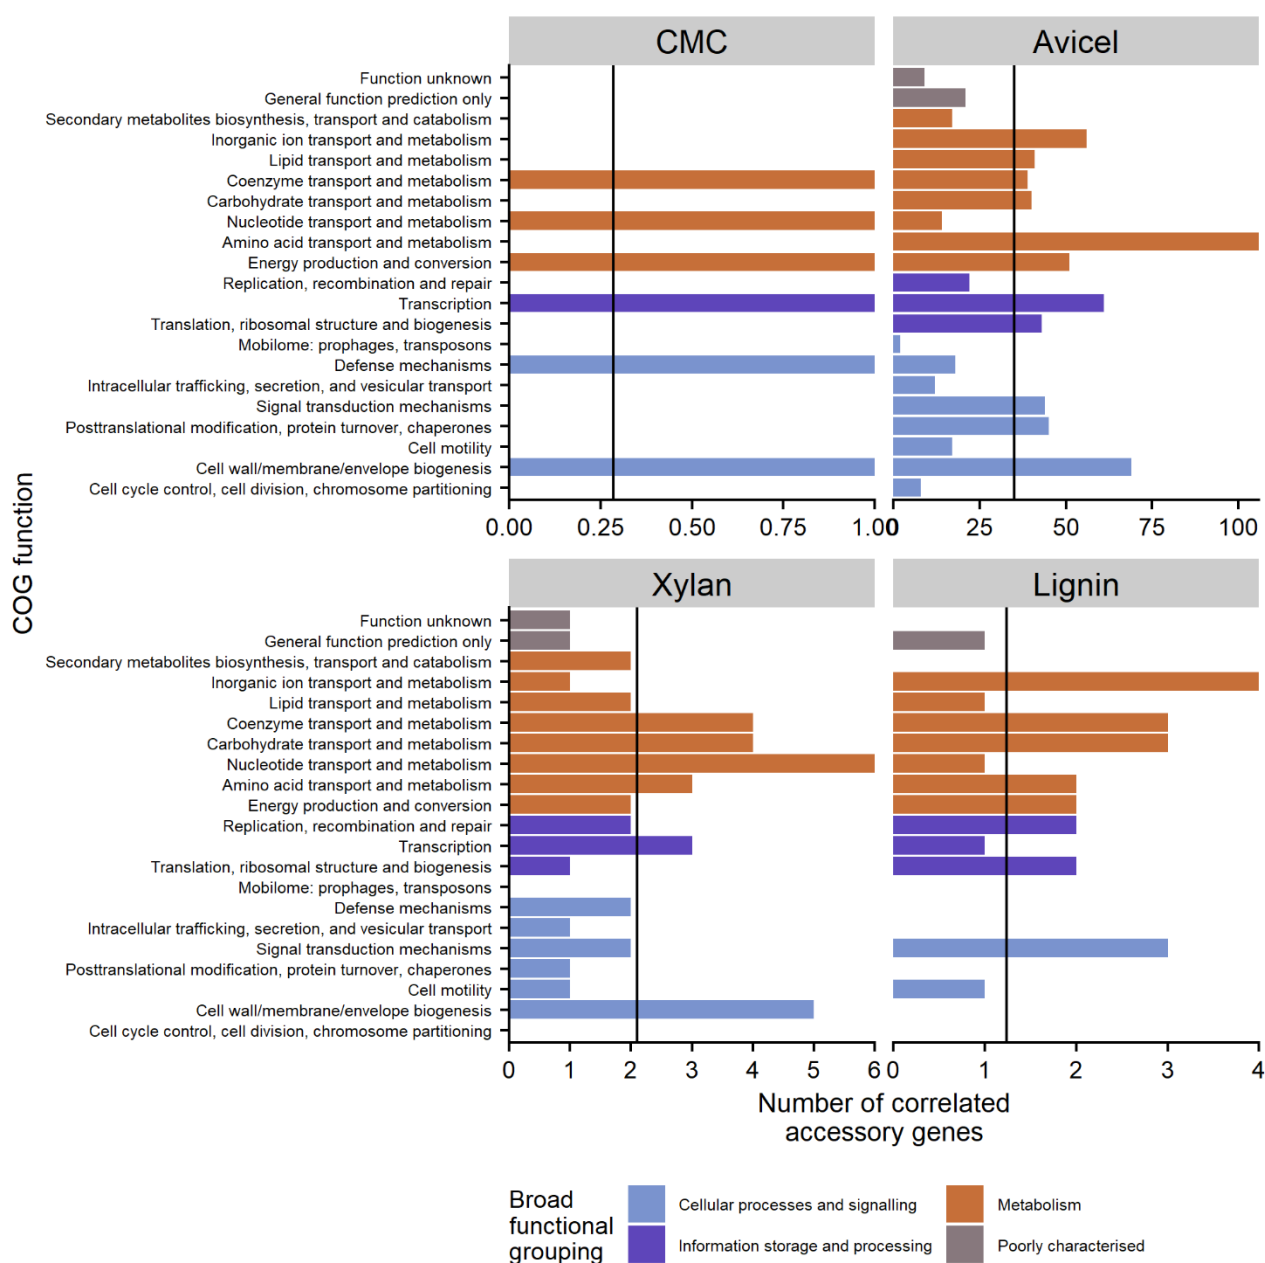 CMC
Avicel
Function unknown
General function prediction only
Secondary metabolites biosynthesis, transport and catabolism
Inorganic ion transport and metabolism
Lipid transport and metabolism
Coenzyme transport and metabolism
Carbohydrate transport and metabolism
Nucleotide transport and metabolism
Amino acid transport and metabolism
Energy production and conversion
Replication, recombination and repair
Transcription
Translation, ribosomal structure and biogenesis
Mobilome: prophages, transposons
Defense mechanisms
Intracellular trafficking, secretion, and vesicular transport
Signal transduction mechanisms
Posttranslational modification, protein turnover, chaperones
Cell motility
Cell wall/membrane/envelope biogenesis
Cell cycle control, cell division, chromosome partitioning
0.00 0.25 0.50 0.75 1.00
0 25 50 75 100
COG function
Xylan
Lignin
Function unknown
General function prediction only
Secondary metabolites biosynthesis, transport and catabolism
Inorganic ion transport and metabolism
Lipid transport and metabolism
Coenzyme transport and metabolism
Carbohydrate transport and metabolism
Nucleotide transport and metabolism
Amino acid transport and metabolism
Energy production and conversion
Replication, recombination and repair
Transcription
Translation, ribosomal structure and biogenesis
Mobilome: prophages, transposons
Defense mechanisms
Intracellular trafficking, secretion, and vesicular transport
Signal transduction mechanisms
Posttranslational modification, protein turnover, chaperones
Cell motility
Cell wall/membrane/envelope biogenesis
Cell cycle control, cell division, chromosome partitioning
0 1 2 3 4 5 6
0 1 2 3 4
Number of correlated
accessory genes
Broad
functional
grouping
Cellular processes and signalling
Metabolism
Information storage and processing
Poorly characterised